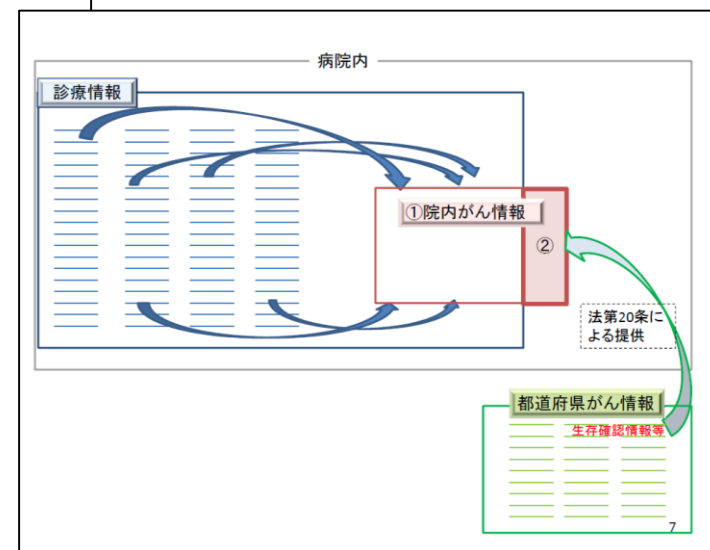 病院内
診療情報
①院内がん情報
②
法第20条に
よる提供
都道府県がん情報
生存確認情報等
7